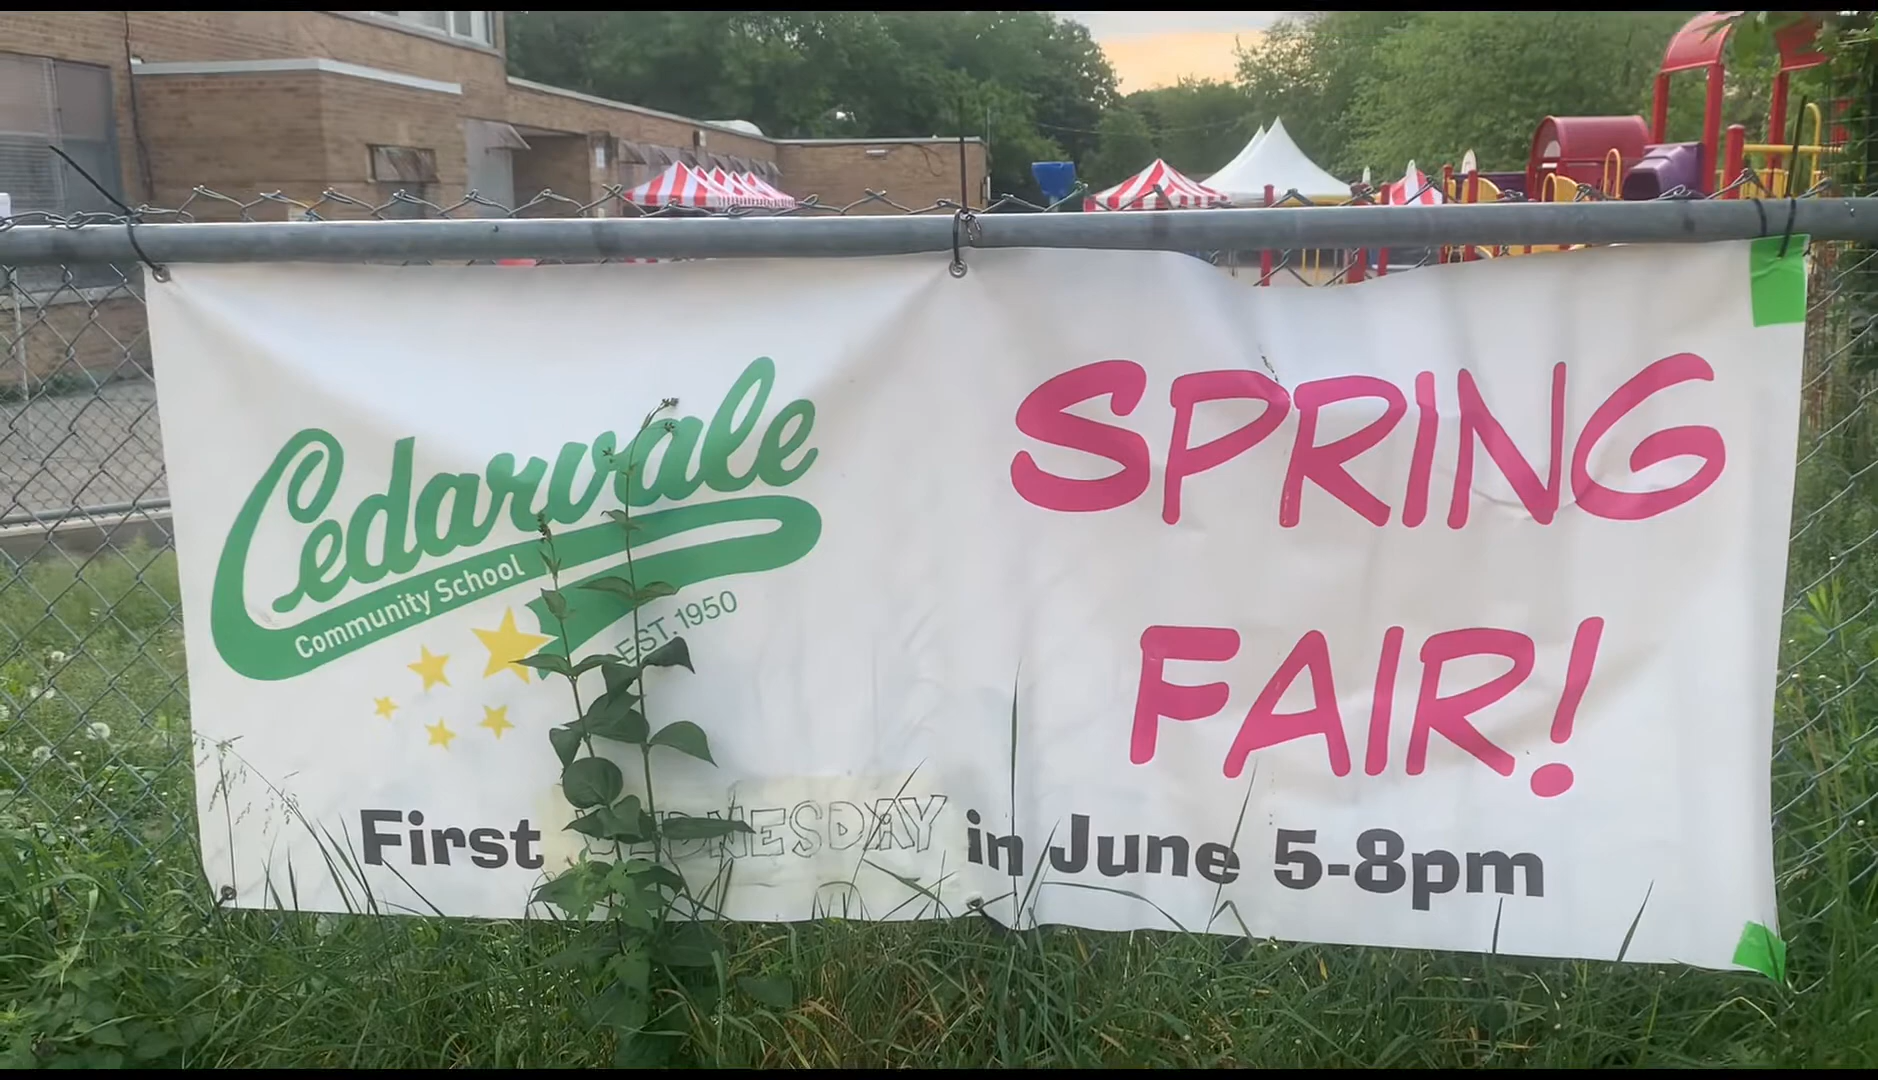 Cedarvale
Community School
EST. 1950
SPRING
FAIR!
First WEDNESDAY in June 5-8pm